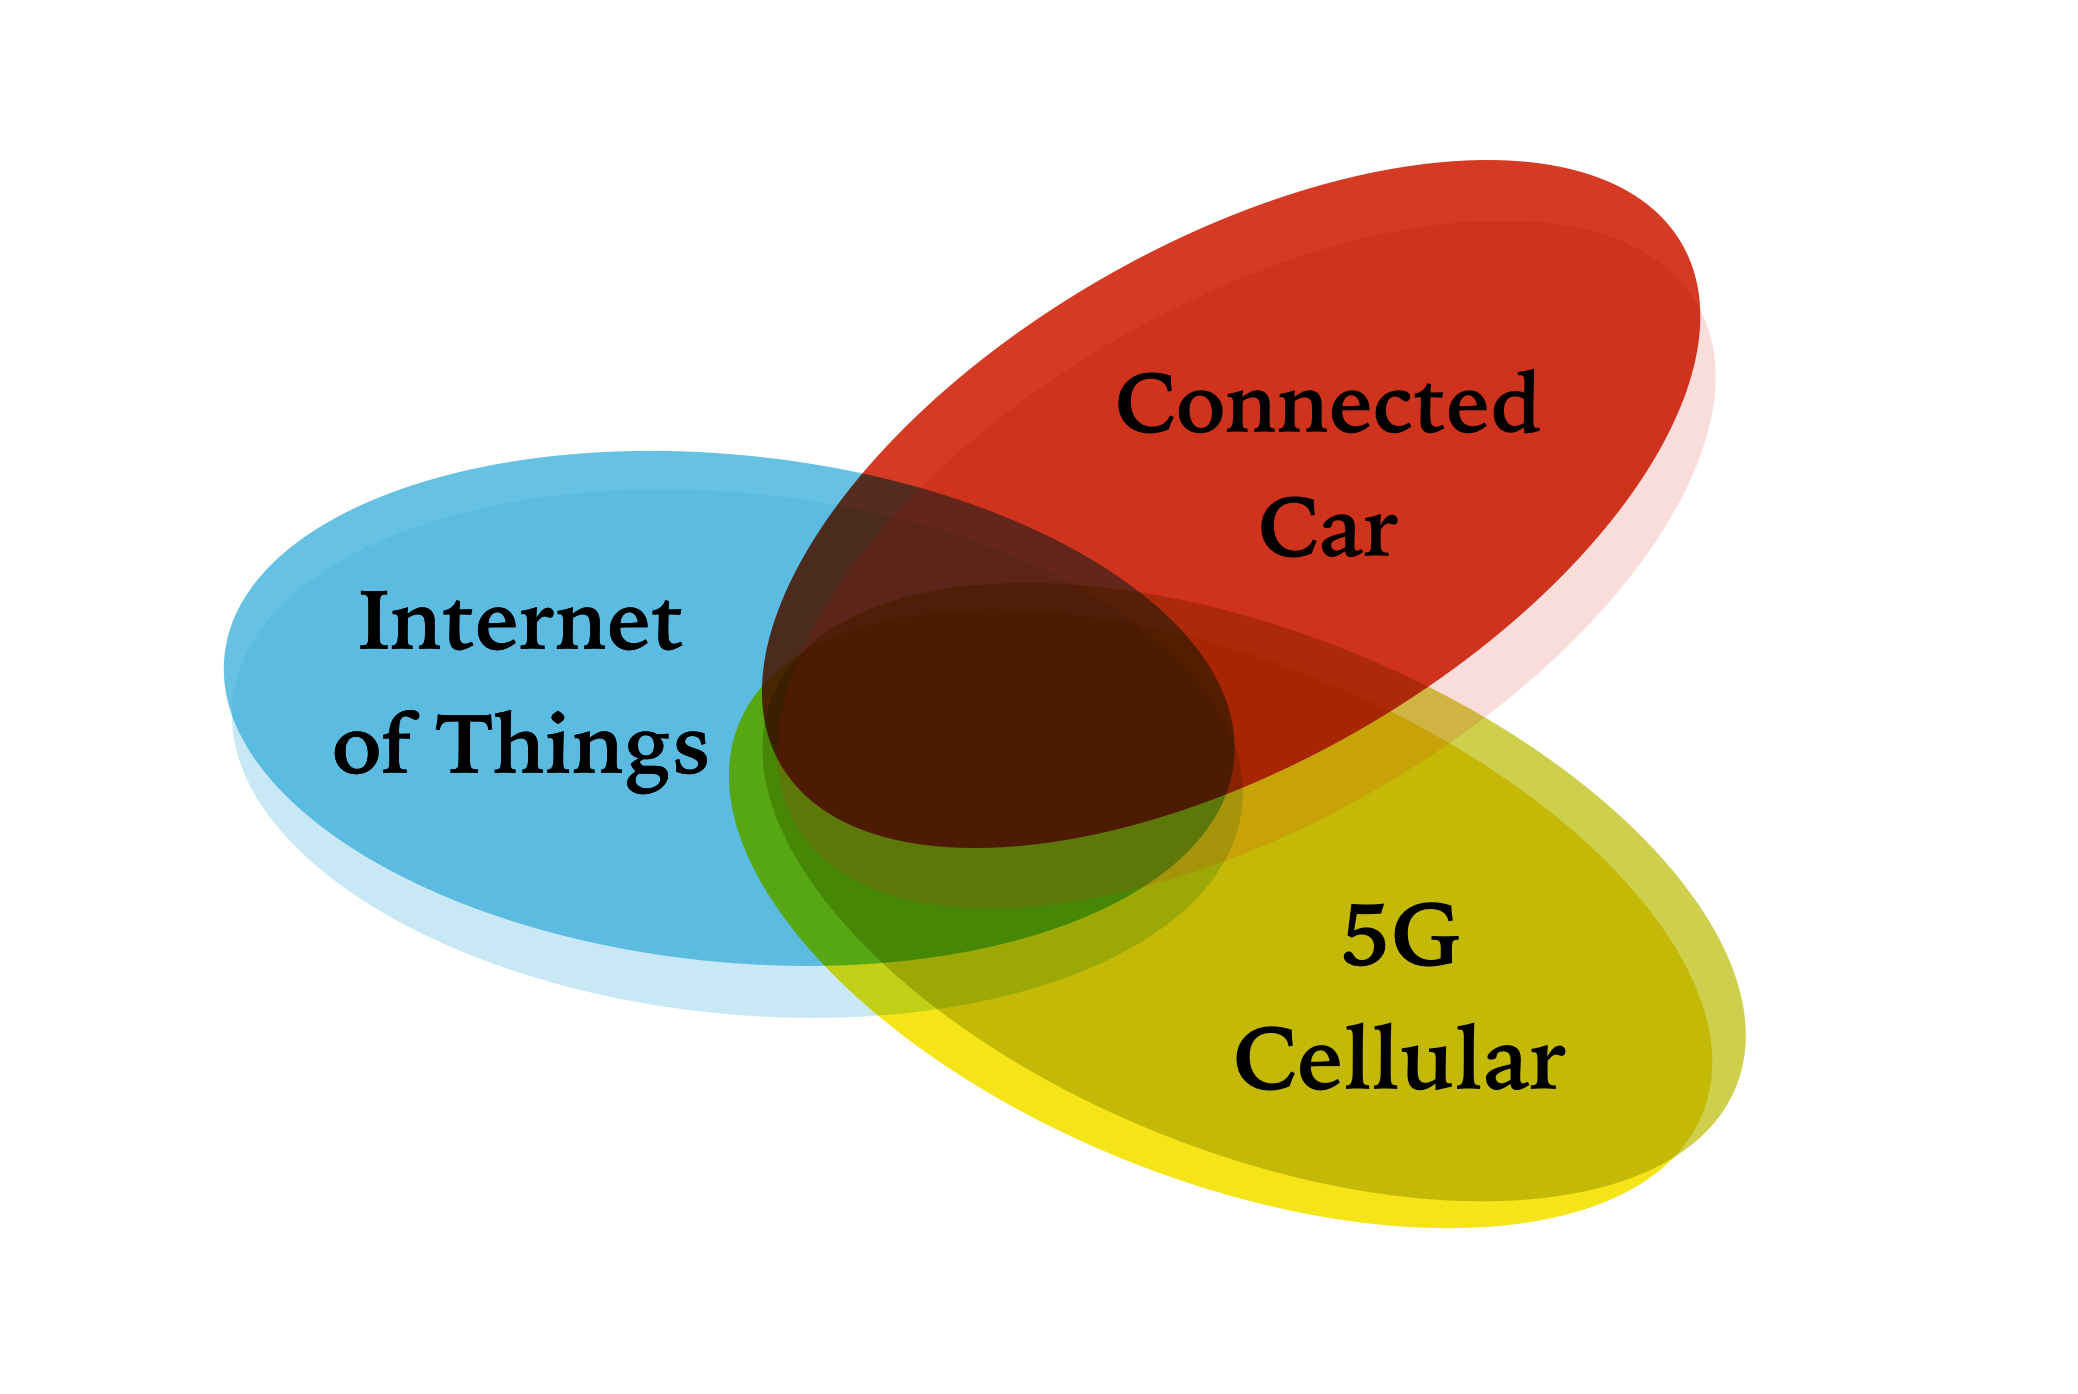 Internet
of Things
Connected
Car
5G
Cellular